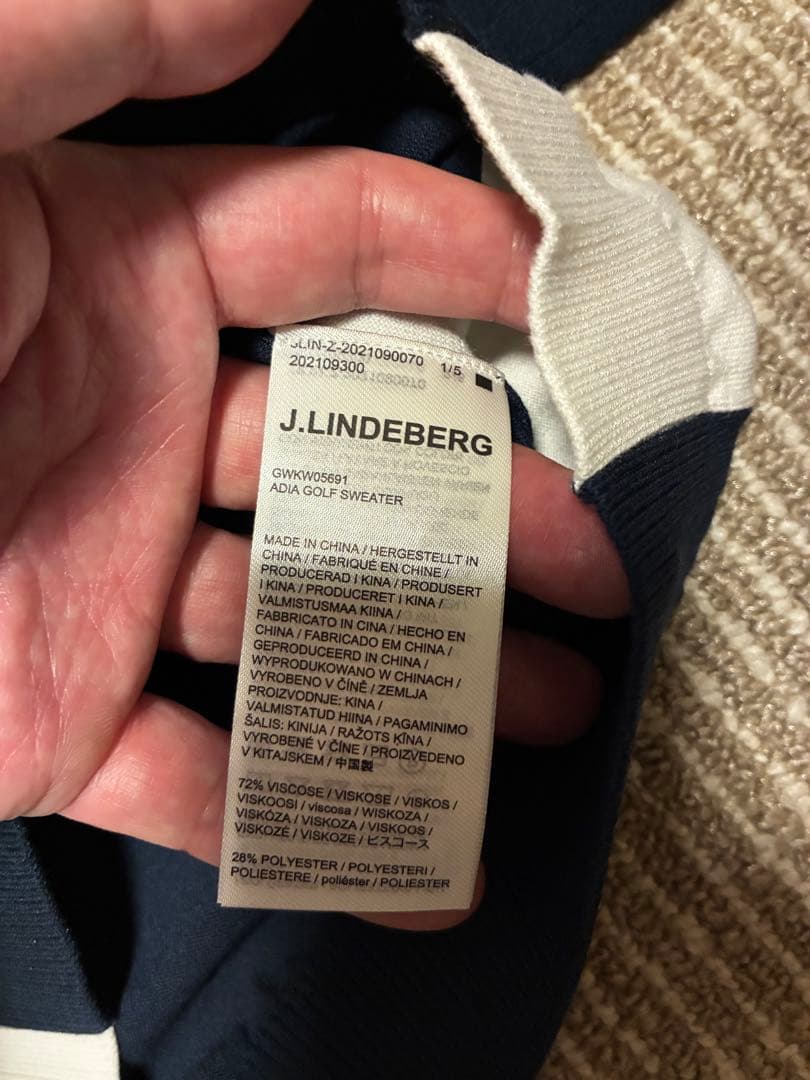 JLIN-Z-2021090070 1/5
202109300
J.LINDEBERG
GWKW05691
ADIA GOLF SWEATER
MADE IN CHINA / HERGESTELLT IN
CHINA / FABRIQUÉ EN CHINE /
PRODUCERAD I KINA / PRODUSERT
I KINA / PRODUCERET I KINA /
VALMISTUSMAA KIINA /
FABBRICATO IN CINA / HECHO EN
CHINA / FABRICADO EM CHINA /
GEPRODUCEERD IN CHINA /
WYPRODUKOWANO W CHINACH /
VYROBENO V ČÍNĚ / ZEMLJA
PROIZVODNJE: KINA /
VALMISTATUD HIINA / PAGAMINIMO
ŠALIS: KINIJA / RAŽOTS ĶĪNA /
VYROBENÉ V ČÍNE / PROIZVEDENO
V KITAJSKEM / 中国製
72% VISCOSE / VISKOSE / VISKOS /
VISKOOSI / viscosa / WISKOZA /
VISKÓZA / VISKOZA / VISKOOS /
VISKOZÉ / VISKOZE / ビスコース
28% POLYESTER / POLYESTERI /
POLIESTERE / poliéster / POLIESTER